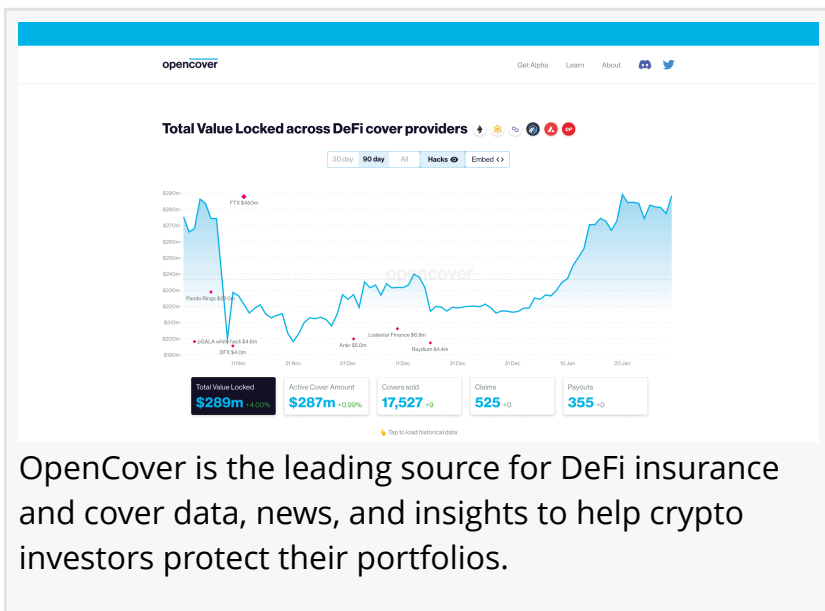 opencover
Get Alpha Learn About
Total Value Locked across DeFi cover providers
OP
30 day 90 day All Hacks Embed <>
$290m
FTX $450m
$280m
$270m
$260m
$250m
$240m
opencover
$230m
Pando Rings
$220m
$210m
Lodestar Finance $6.9m
$200m
pGALA white hack $4.6m
Ankr $5.0m
DFX $4.0m
Raydium $4.4m
$190m
11 Nov 21 Nov 01 Dec 11 Dec 21 Dec 31 Dec 10 Jan 20 Jan
Total Value Locked Active Cover Amount Covers sold Claims Payouts
$289m +4.00% $287m +0.99% 17,527 +9 525 +0 355 +0
Tap to load historical data
OpenCover is the leading source for DeFi insurance
and cover data, news, and insights to help crypto
investors protect their portfolios.